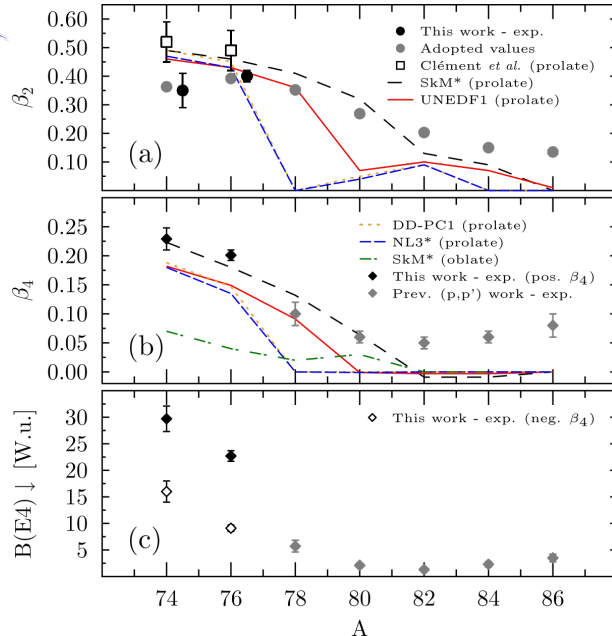 0.60
0.50
0.40
0.30
0.20
0.10
β₂
(a)
This work - exp.
Adopted values
Clément et al. (prolate)
SkM* (prolate)
UNEDF1 (prolate)
0.25
0.20
0.15
0.10
0.05
0.00
β₄
(b)
DD-PC1 (prolate)
NL3* (prolate)
SkM* (oblate)
This work - exp. (pos. β₄)
Prev. (p,p') work - exp.
30
25
20
15
10
5
B(E4) ↓ [W.u.]
(c)
This work - exp. (neg. β₄)
74 76 78 80 82 84 86
A